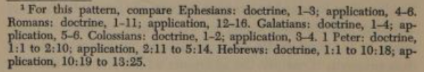 ¹ For this pattern, compare Ephesians: doctrine, 1–3; application, 4–6.
Romans: doctrine, 1–11; application, 12–16. Galatians: doctrine, 1–4; ap-
plication, 5–6. Colossians: doctrine, 1–2; application, 3–4. 1 Peter: doctrine,
1:1 to 2:10; application, 2:11 to 5:14. Hebrews: doctrine, 1:1 to 10:18; ap-
plication, 10:19 to 13:25.